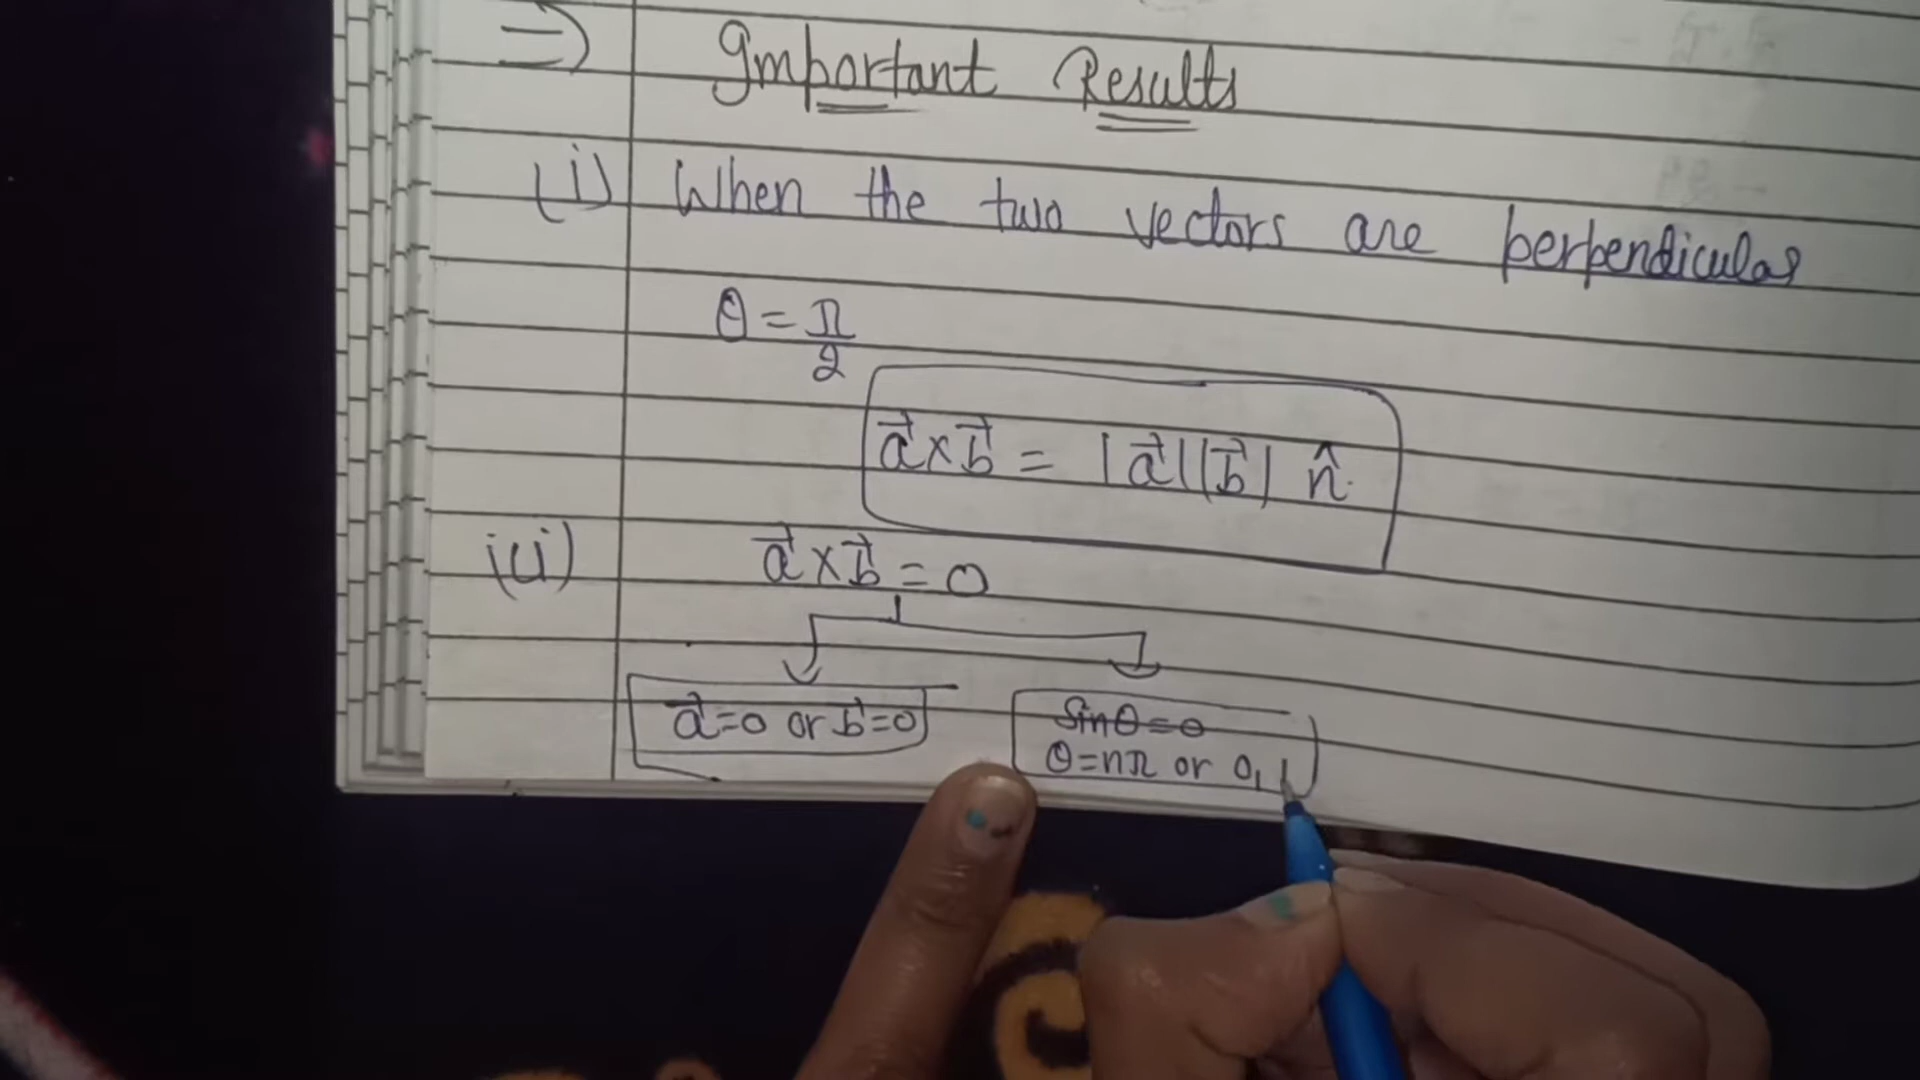 ⇒ Important Results
(i) When the two vectors are perpendicular
θ = π/2
a⃗×b⃗ = |a⃗||b⃗| n̂.
(ii) a⃗×b⃗ = 0
a⃗=0 or b⃗=0
sinθ=0
θ=nπ or 0,